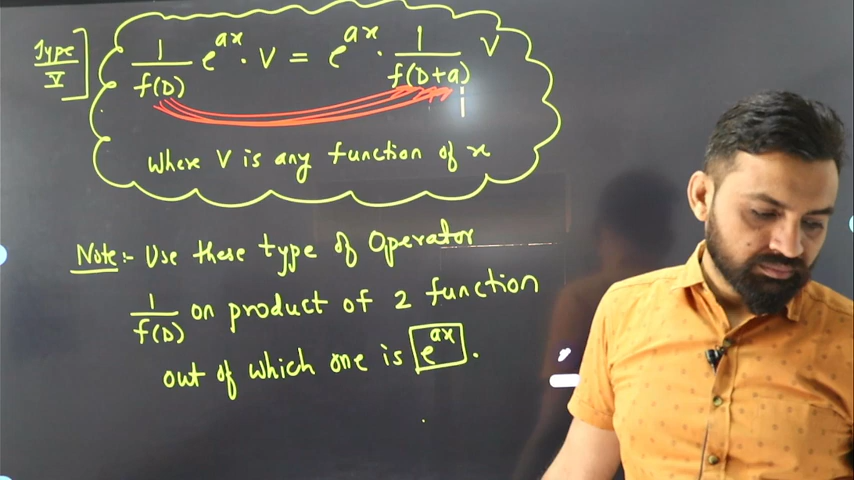 Type V] 1/f(D) e^{ax} · V = e^{ax} · 1/f(D+a) V
where V is any function of x
Note:- Use these type of Operator
1/f(D) on product of 2 function
out of which one is e^{ax}.